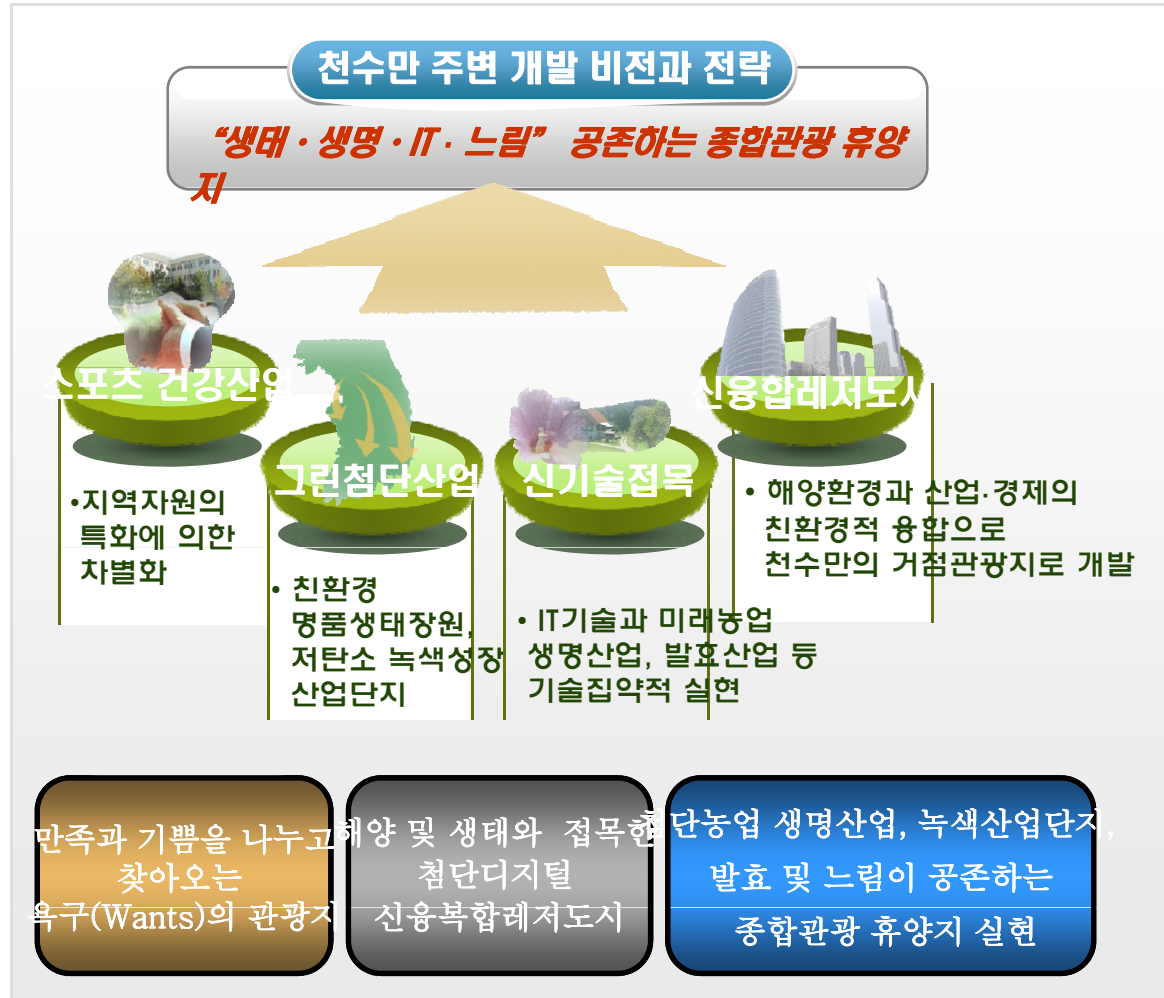 천수만 주변 개발 비전과 전략
“생태 · 생명 · IT · 느림” 공존하는 종합관광 휴양
지
스포츠 건강산업
그린첨단산업
신기술접목
신융합레저도시
•지역자원의
특화에 의한
차별화
• 친환경
명품생태장원,
저탄소 녹색성장
산업단지
• IT기술과 미래농업
생명산업, 발효산업 등
기술집약적 실현
• 해양환경과 산업·경제의
친환경적 융합으로
천수만의 거점관광지로 개발
만족과 기쁨을 나누고
찾아오는
욕구(Wants)의 관광지
해양 및 생태와 접목한
첨단디지털
신융복합레저도시
첨단농업 생명산업, 녹색산업단지,
발효 및 느림이 공존하는
종합관광 휴양지 실현